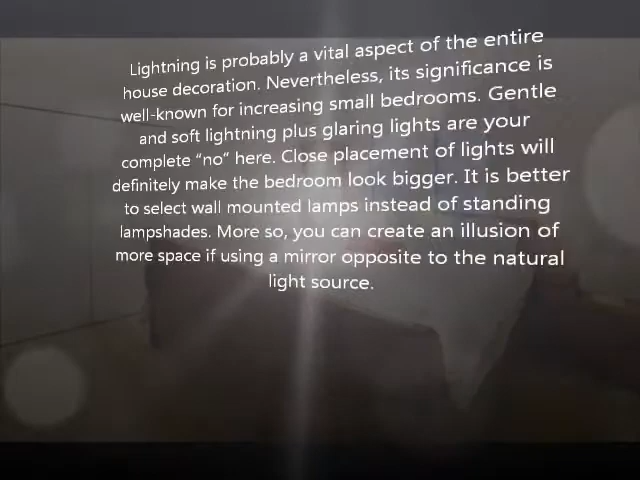 Lightning is probably a vital aspect of the entire
house decoration. Nevertheless, its significance is
well-known for increasing small bedrooms. Gentle
and soft lightning plus glaring lights are your
complete “no” here. Close placement of lights will
definitely make the bedroom look bigger. It is better
to select wall mounted lamps instead of standing
lampshades. More so, you can create an illusion of
more space if using a mirror opposite to the natural
light source.